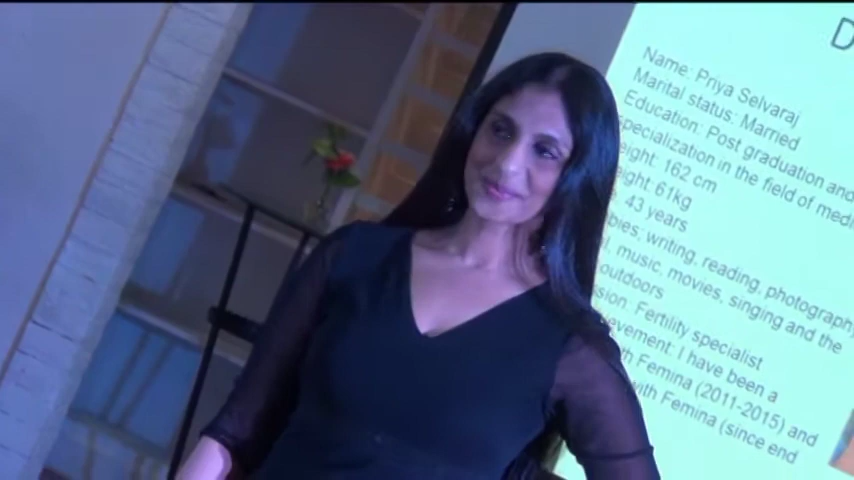 D
Name: Priya Selvaraj
Marital status: Married
Education: Post graduation and
specialization in the field of medi
eight: 162 cm
eight: 61kg
: 43 years
bies: writing, reading, photography
l, music, movies, singing and the
outdoors
sion. Fertility specialist
evement: I have been a
th Femina (2011-2015) and
with Femina (since end